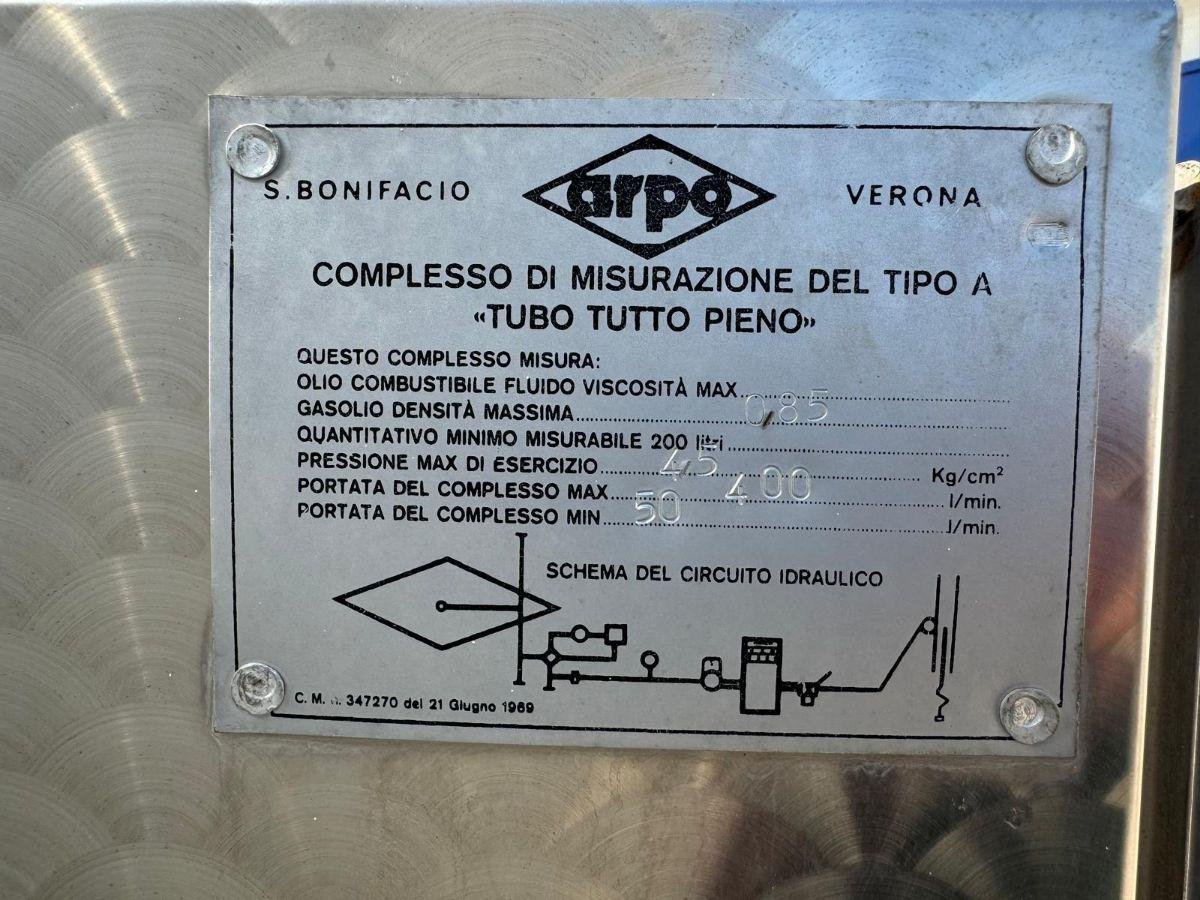 S. BONIFACIO arpo VERONA
COMPLESSO DI MISURAZIONE DEL TIPO A
«TUBO TUTTO PIENO»
QUESTO COMPLESSO MISURA:
OLIO COMBUSTIBILE FLUIDO VISCOSITÀ MAX
GASOLIO DENSITÀ MASSIMA 0,85
QUANTITATIVO MINIMO MISURABILE 200 litri
PRESSIONE MAX DI ESERCIZIO 4,5 Kg/cm²
PORTATA DEL COMPLESSO MAX 400 l/min.
PORTATA DEL COMPLESSO MIN 50 l/min.
SCHEMA DEL CIRCUITO IDRAULICO
C. M. n. 347270 del 21 Giugno 1969